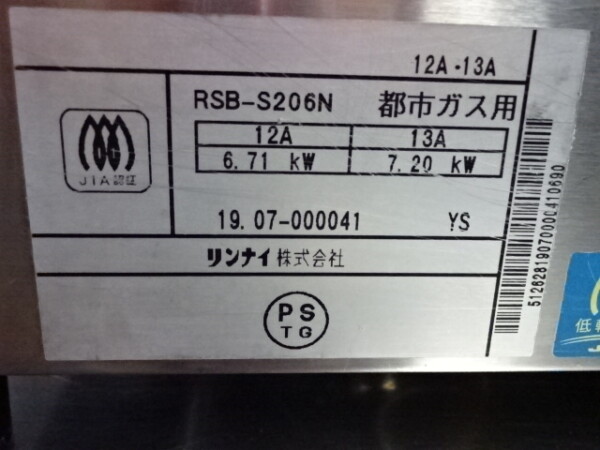 12A-13A
RSB-S206N 都市ガス用
12A 13A
6.71 kW 7.20 kW
JIA認証
19.07-000041 YS
リンナイ株式会社
PS
TG
512628190700000410690
低